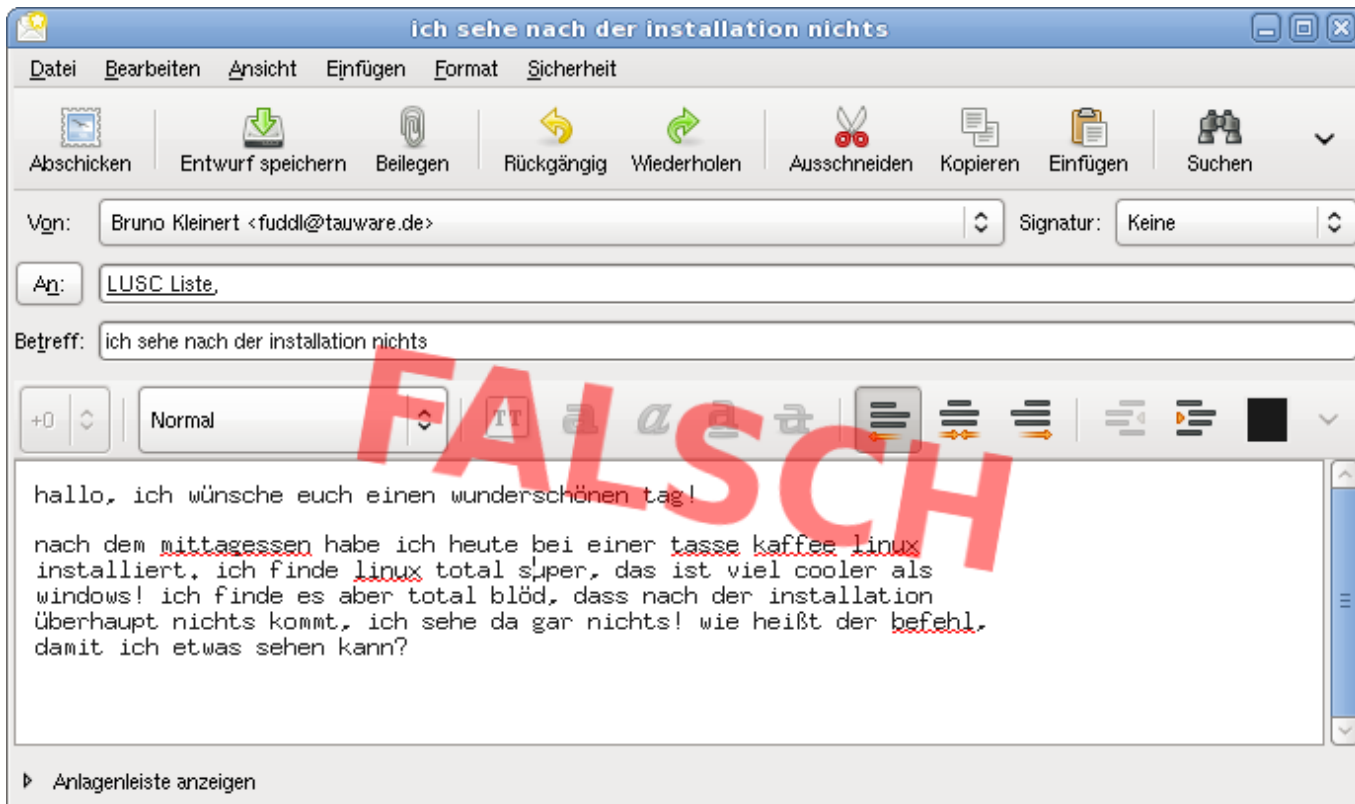 ich sehe nach der installation nichts
Datei Bearbeiten Ansicht Einfügen Format Sicherheit
Abschicken Entwurf speichern Beilegen Rückgängig Wiederholen Ausschneiden Kopieren Einfügen Suchen
Von: Bruno Kleinert <fuddl@tauware.de> Signatur: Keine
An: LUSC Liste,
Betreff: ich sehe nach der installation nichts
+0 Normal TT a a a a
FALSCH
hallo, ich wünsche euch einen wunderschönen tag!
nach dem mittagessen habe ich heute bei einer tasse kaffee linux
installiert. ich finde linux total super, das ist viel cooler als
windows! ich finde es aber total blöd, dass nach der installation
überhaupt nichts kommt, ich sehe da gar nichts! wie heißt der befehl,
damit ich etwas sehen kann?
Anlagenleiste anzeigen